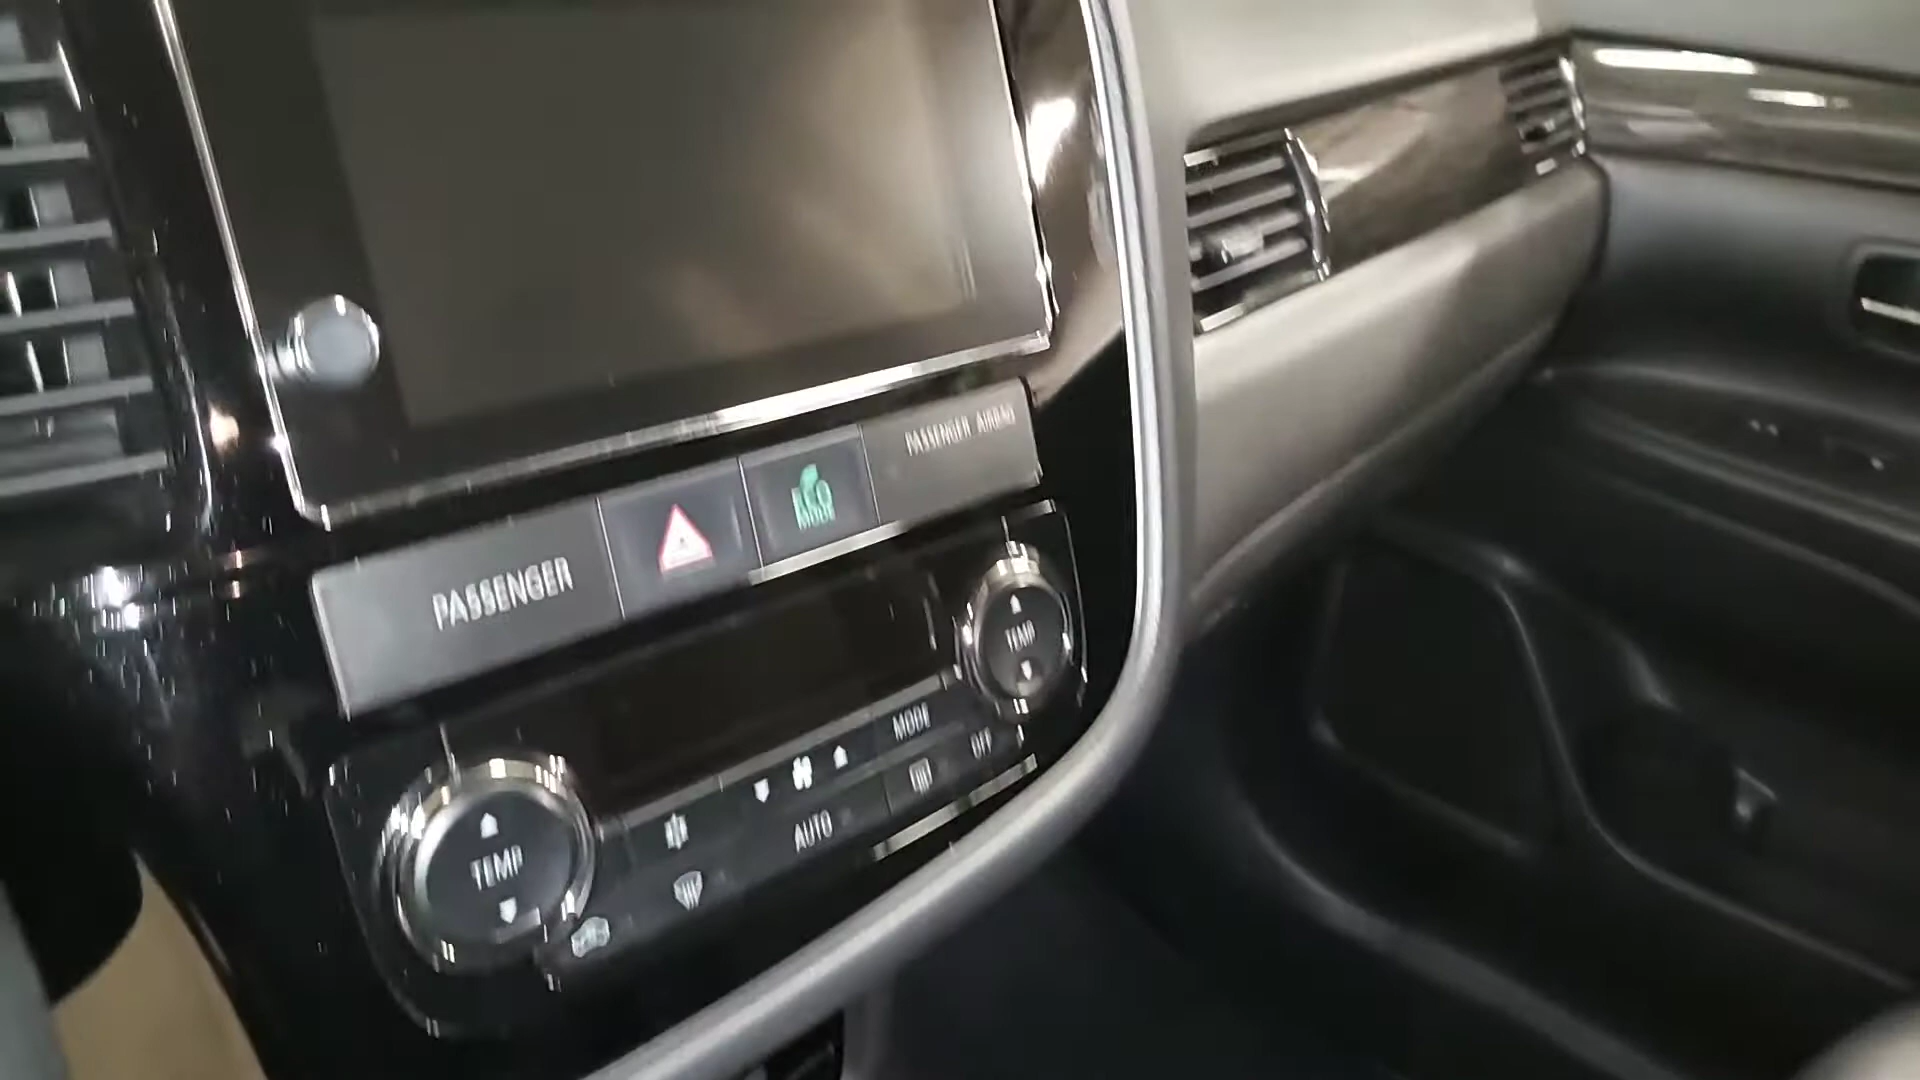 PASSENGER AIRBAG
ECO
MODE
PASSENGER
TEMP
MODE
OFF
AUTO
TEMP